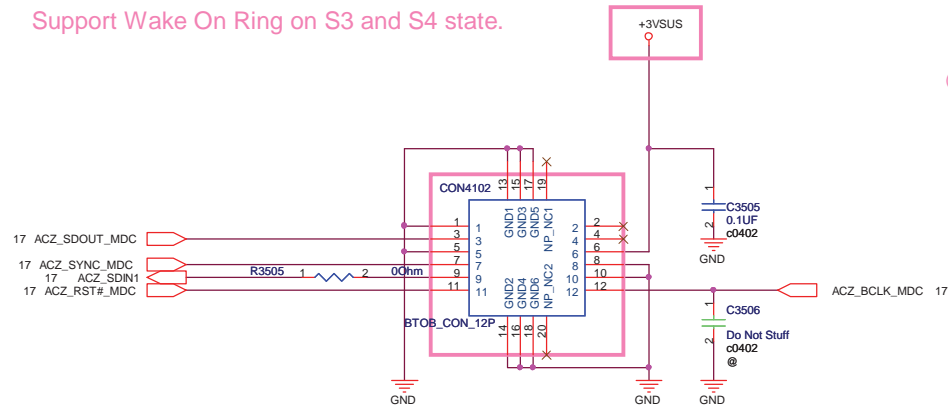 Support Wake On Ring on S3 and S4 state.
+3VSUS
CON4102
13 15 17 19
GND1 GND3 GND5 NP_NC1
1 1 2 2
17 ACZ_SDOUT_MDC 3 3 4 4
5 5 6 6
17 ACZ_SYNC_MDC 7 7 8 8
17 ACZ_SDIN1 R3505 1 2 0Ohm 9 9 10 10
17 ACZ_RST#_MDC 11 11 12 12 ACZ_BCLK_MDC 17
GND2 GND4 GND6 NP_NC2
BTOB_CON_12P
14 16 18 20
1
C3505
0.1UF
2 c0402
GND
1
C3506
Do Not Stuff
2 c0402
@
GND GND GND